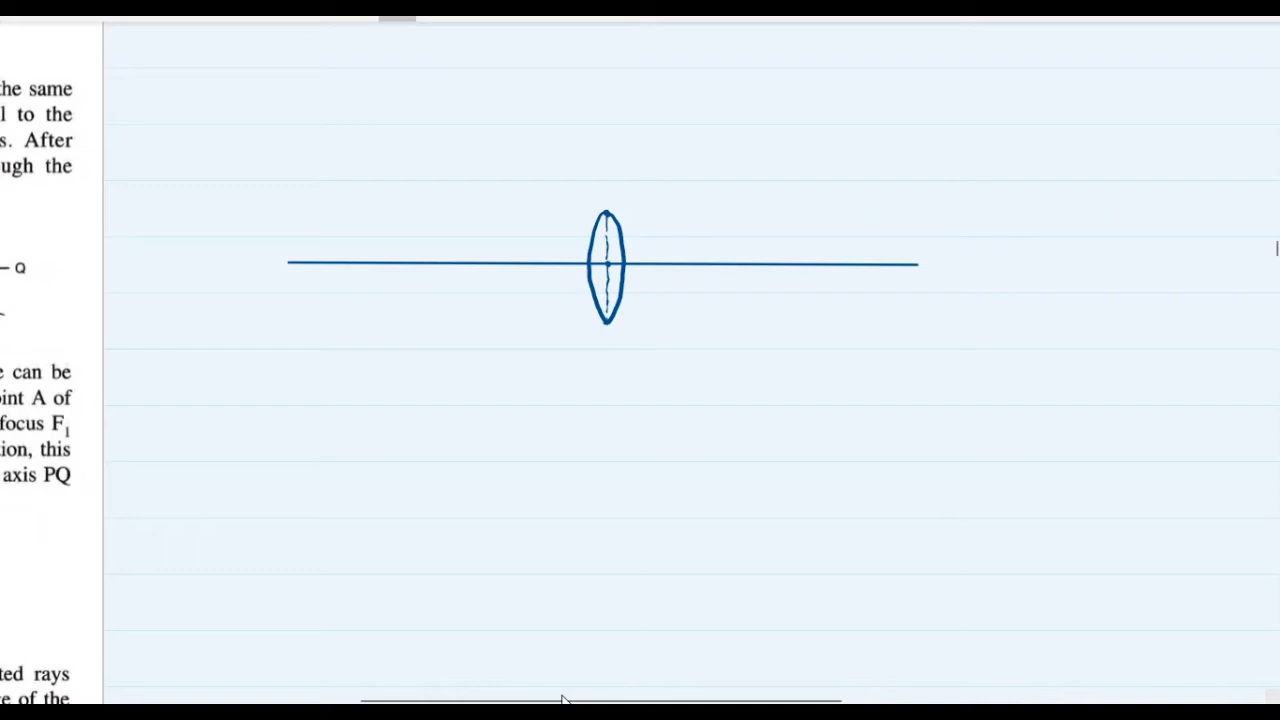 the same
l to the
s. After
ugh the
Q
e can be
oint A of
focus F₁
ion, this
axis PQ
ted rays
e of the